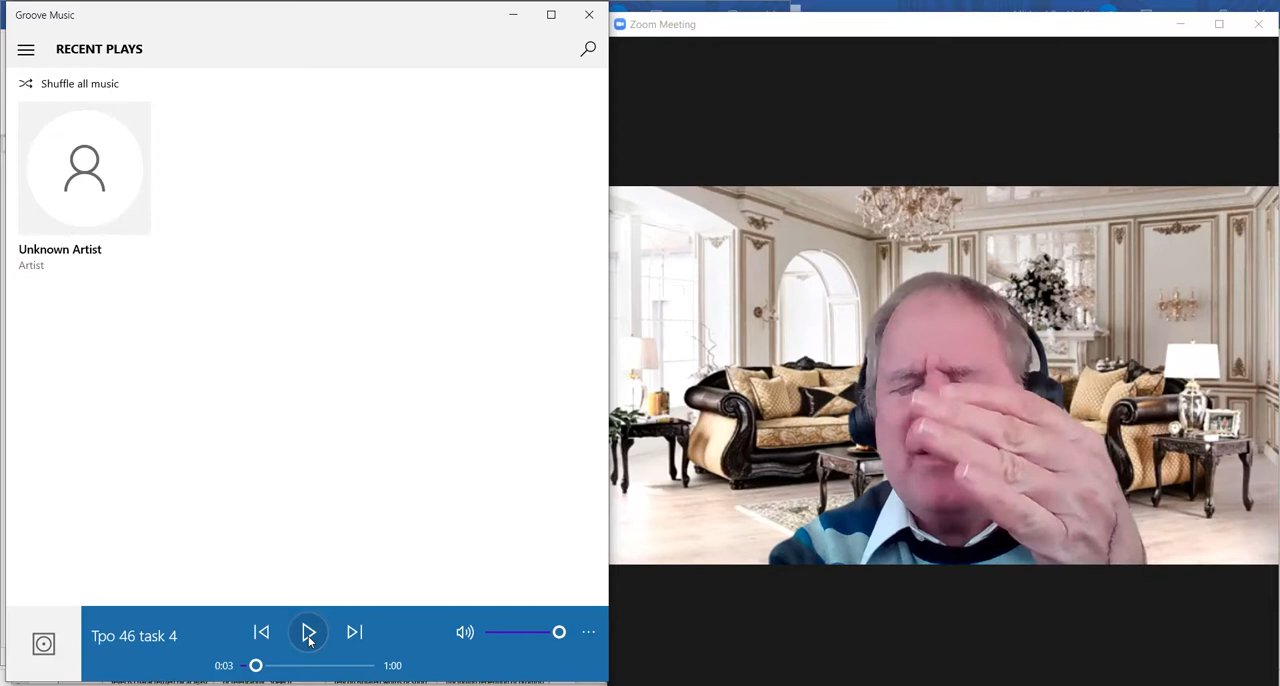 Groove Music
RECENT PLAYS
Shuffle all music
Unknown Artist
Artist
Tpo 46 task 4
0:03
1:00
Zoom Meeting